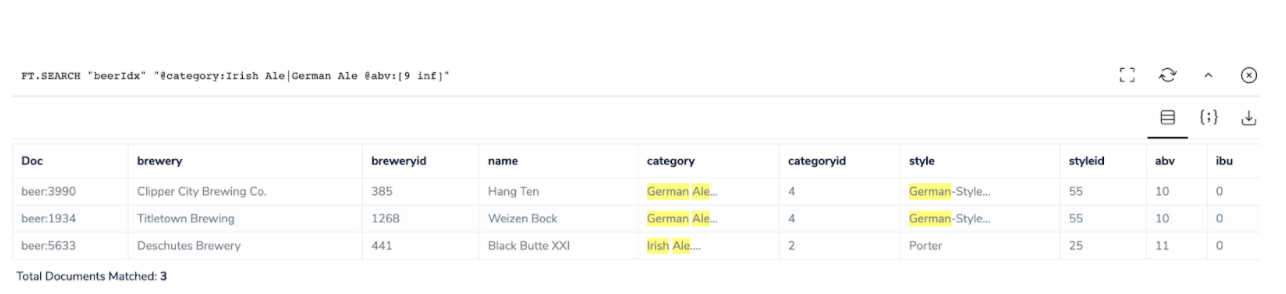 FT.SEARCH "beerIdx" "@category:Irish Ale|German Ale @abv:[9 inf]"
{;}
Doc brewery breweryid name category categoryid style styleid abv ibu
beer:3990 Clipper City Brewing Co. 385 Hang Ten German Ale... 4 German-Style... 55 10 0
beer:1934 Titletown Brewing 1268 Weizen Bock German Ale... 4 German-Style... 55 10 0
beer:5633 Deschutes Brewery 441 Black Butte XXI Irish Ale.... 2 Porter 25 11 0
Total Documents Matched: 3